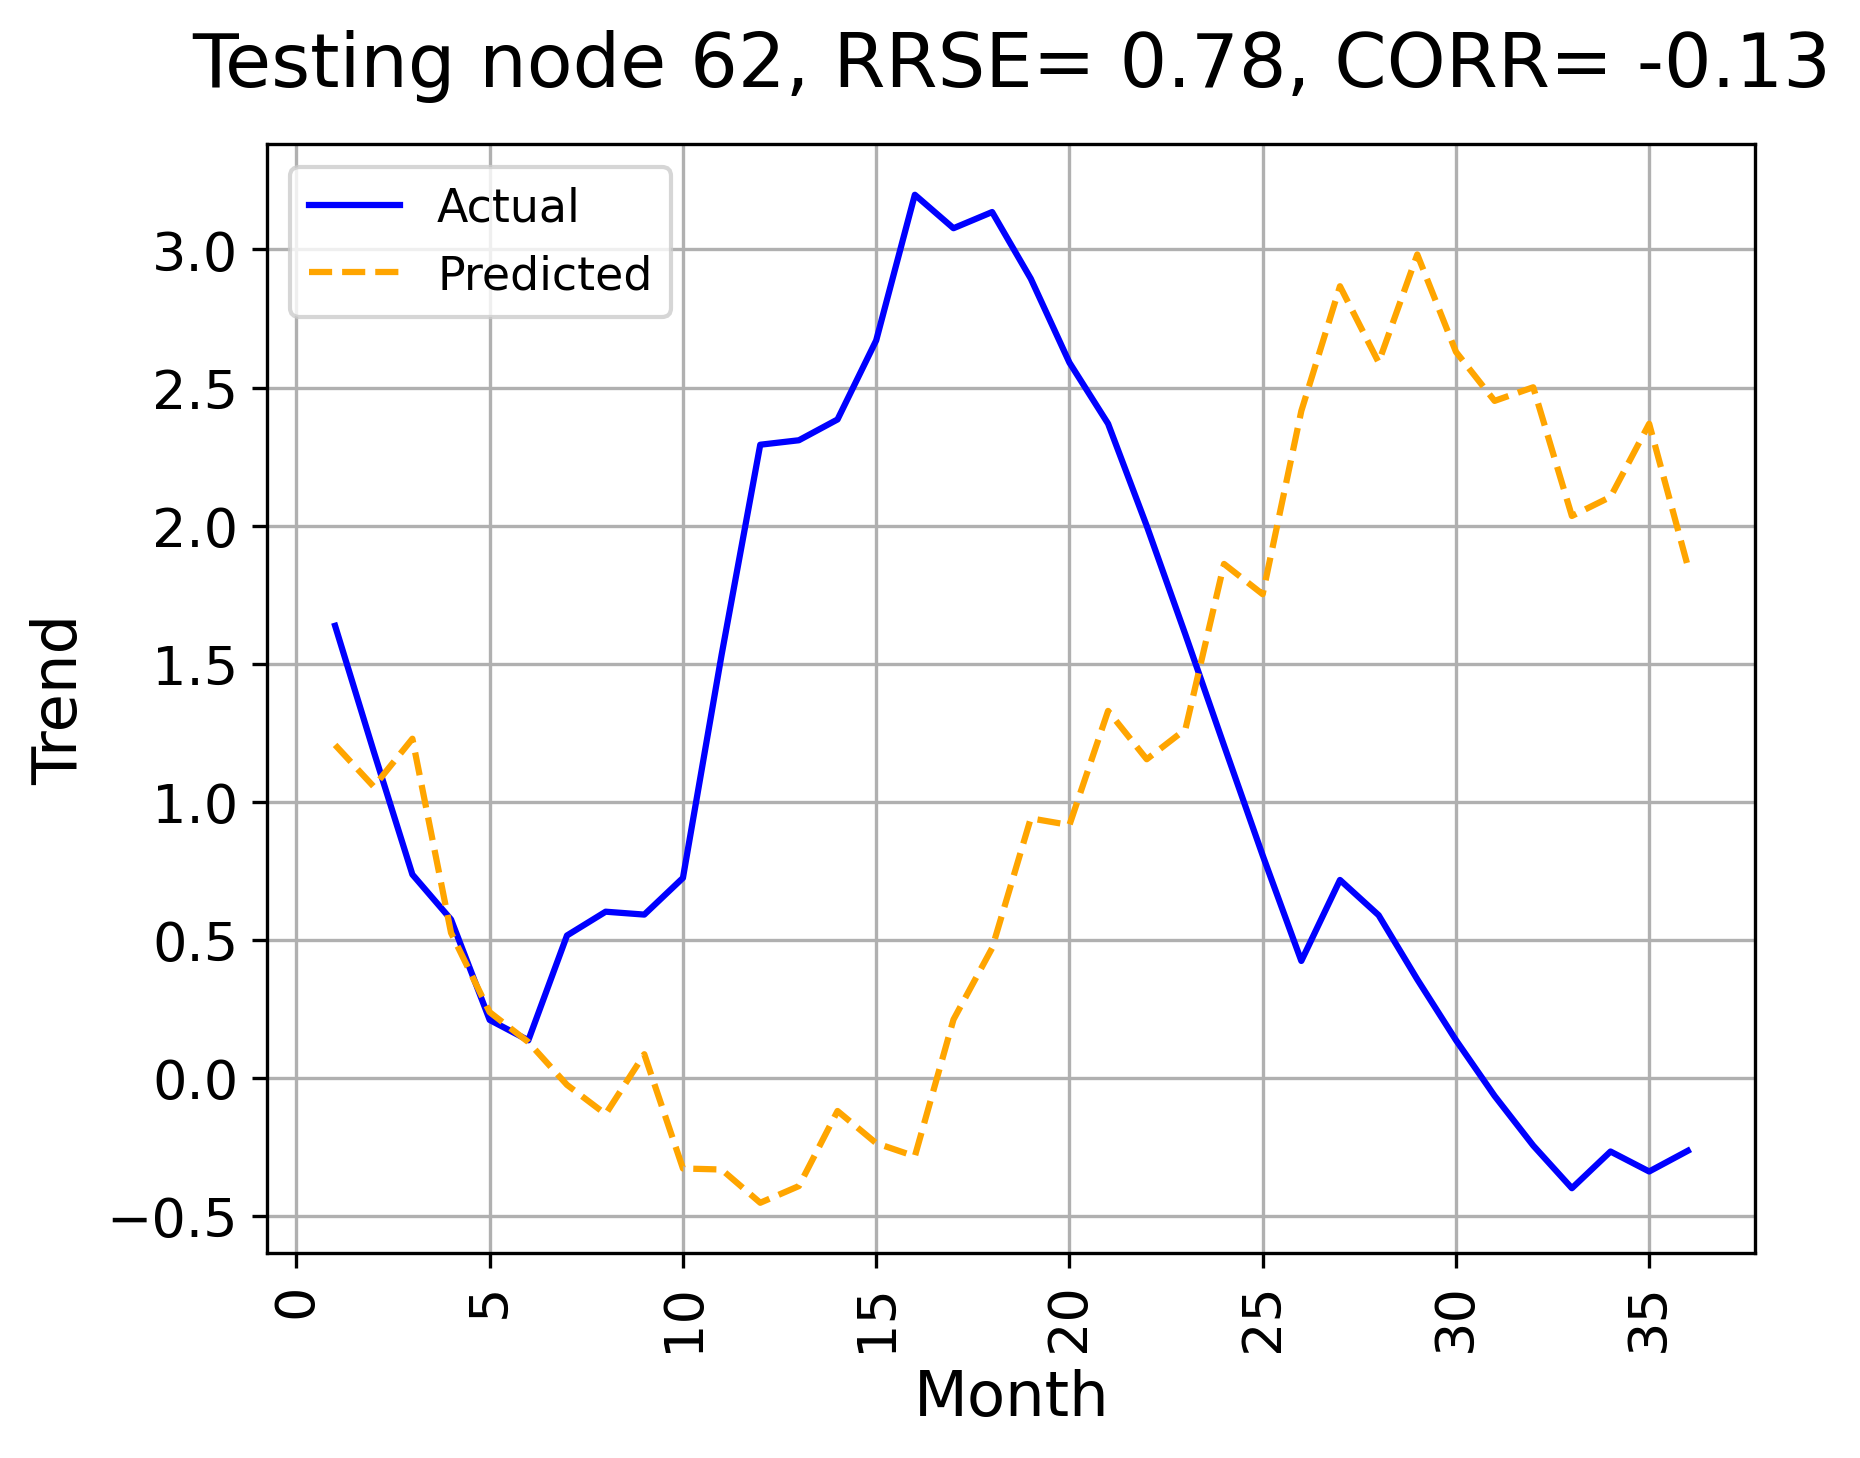 Testing node 62, RRSE= 0.78, CORR= -0.13
Actual
Predicted
3.0
2.5
2.0
1.5
1.0
0.5
0.0
−0.5
Trend
0 5 10 15 20 25 30 35
Month